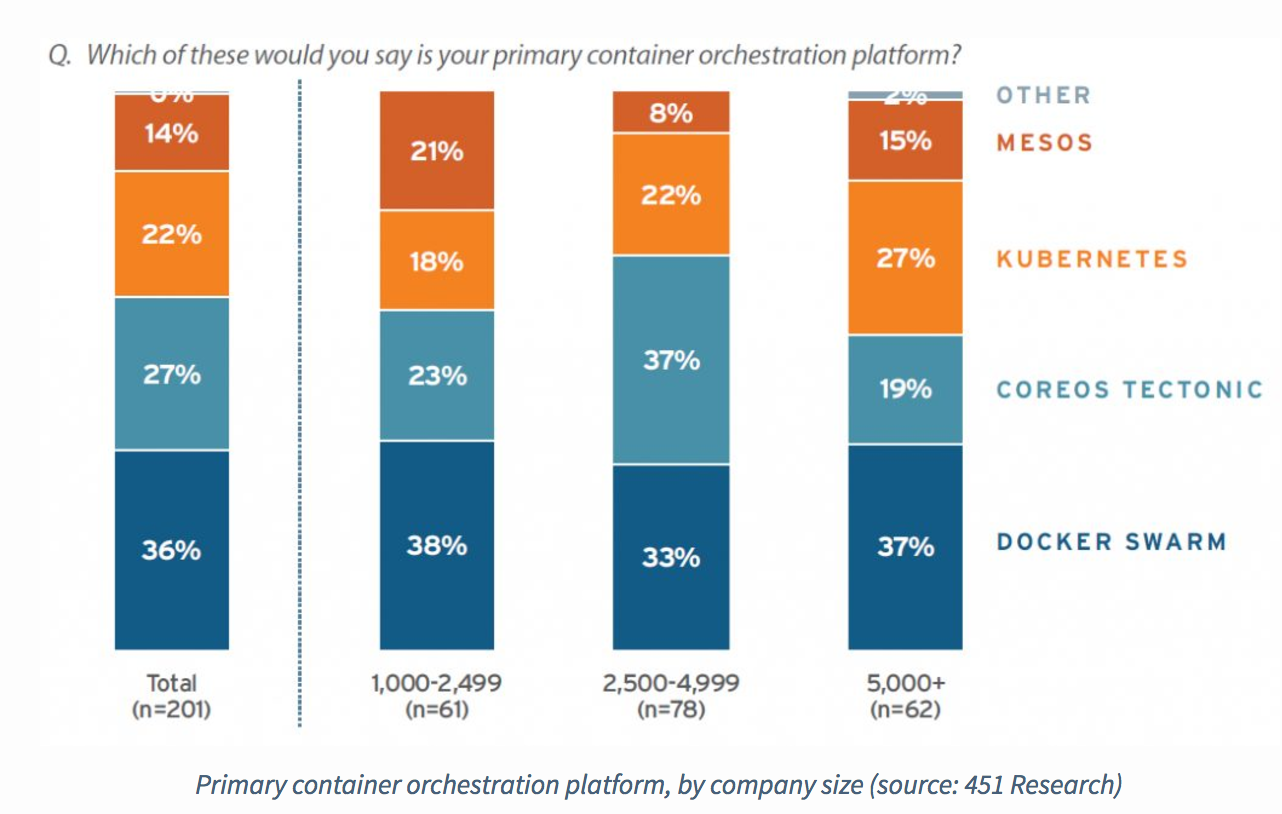 Q. Which of these would you say is your primary container orchestration platform?
0%
14%
22%
27%
36%
21%
18%
23%
38%
8%
22%
37%
33%
2%
15%
27%
19%
37%
OTHER
MESOS
KUBERNETES
COREOS TECTONIC
DOCKER SWARM
Total
(n=201)
1,000-2,499
(n=61)
2,500-4,999
(n=78)
5,000+
(n=62)
Primary container orchestration platform, by company size (source: 451 Research)